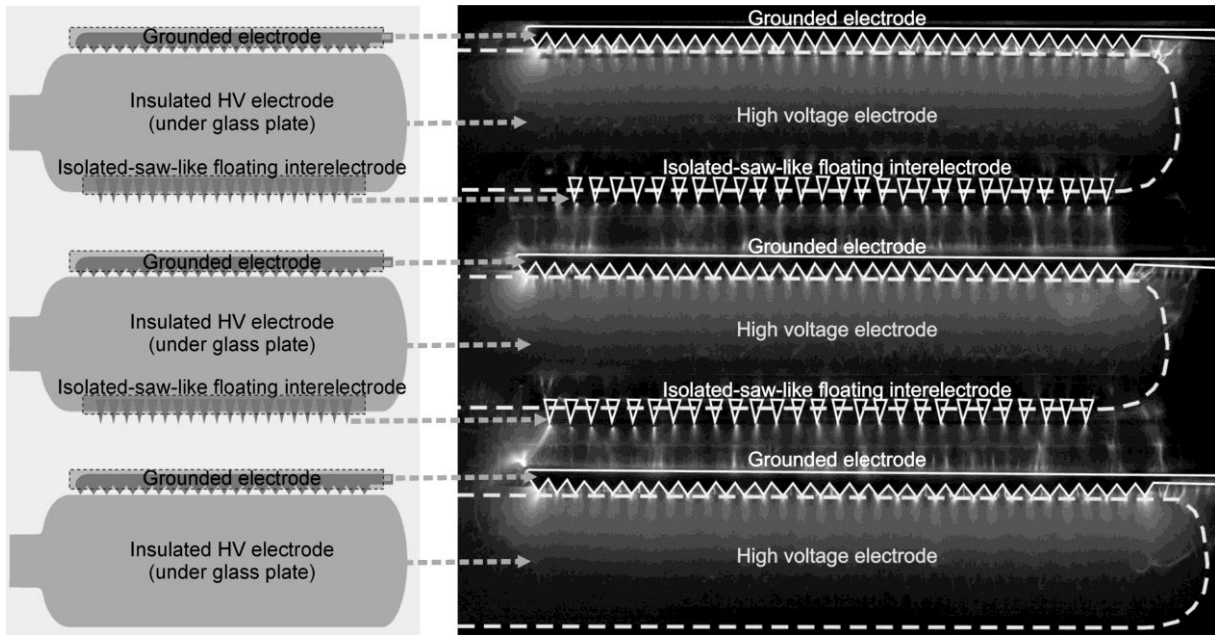 Grounded electrode
Insulated HV electrode
(under glass plate)
Isolated-saw-like floating interelectrode
Grounded electrode
Insulated HV electrode
(under glass plate)
Isolated-saw-like floating interelectrode
Grounded electrode
Insulated HV electrode
(under glass plate)
Grounded electrode
High voltage electrode
Isolated-saw-like floating interelectrode
Grounded electrode
High voltage electrode
Isolated-saw-like floating interelectrode
Grounded electrode
High voltage electrode